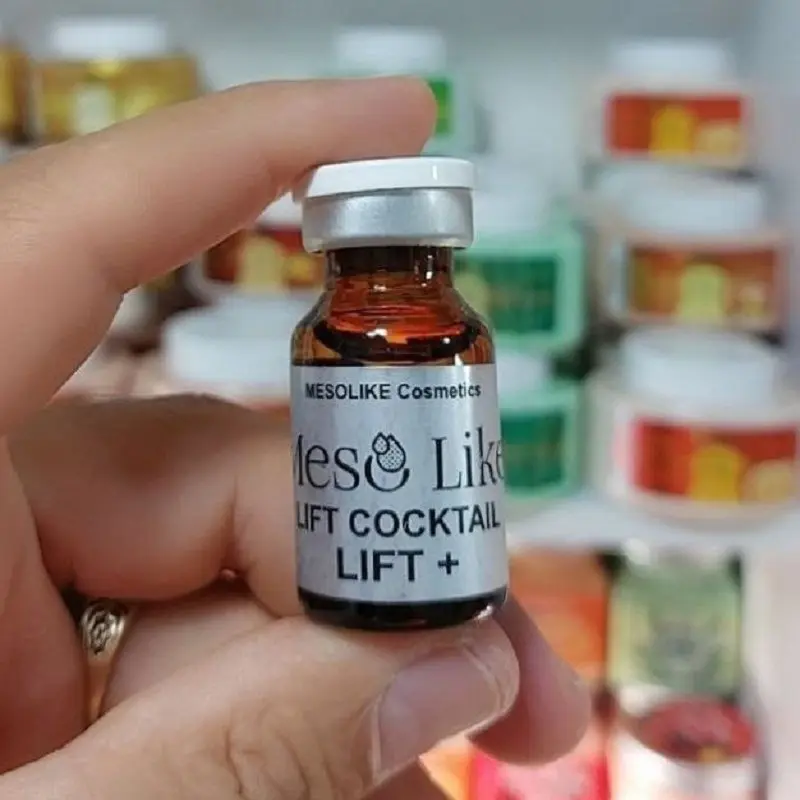 MESOLIKE Cosmetics
Meso Like
LIFT COCKTAIL
LIFT +